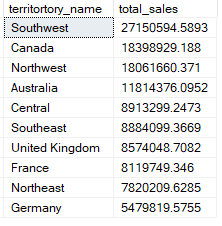 territortory_name total_sales
Southwest 27150594.5893
Canada 18398929.188
Northwest 18061660.371
Australia 11814376.0952
Central 8913299.2473
Southeast 8884099.3669
United Kingdom 8574048.7082
France 8119749.346
Northeast 7820209.6285
Germany 5479819.5755